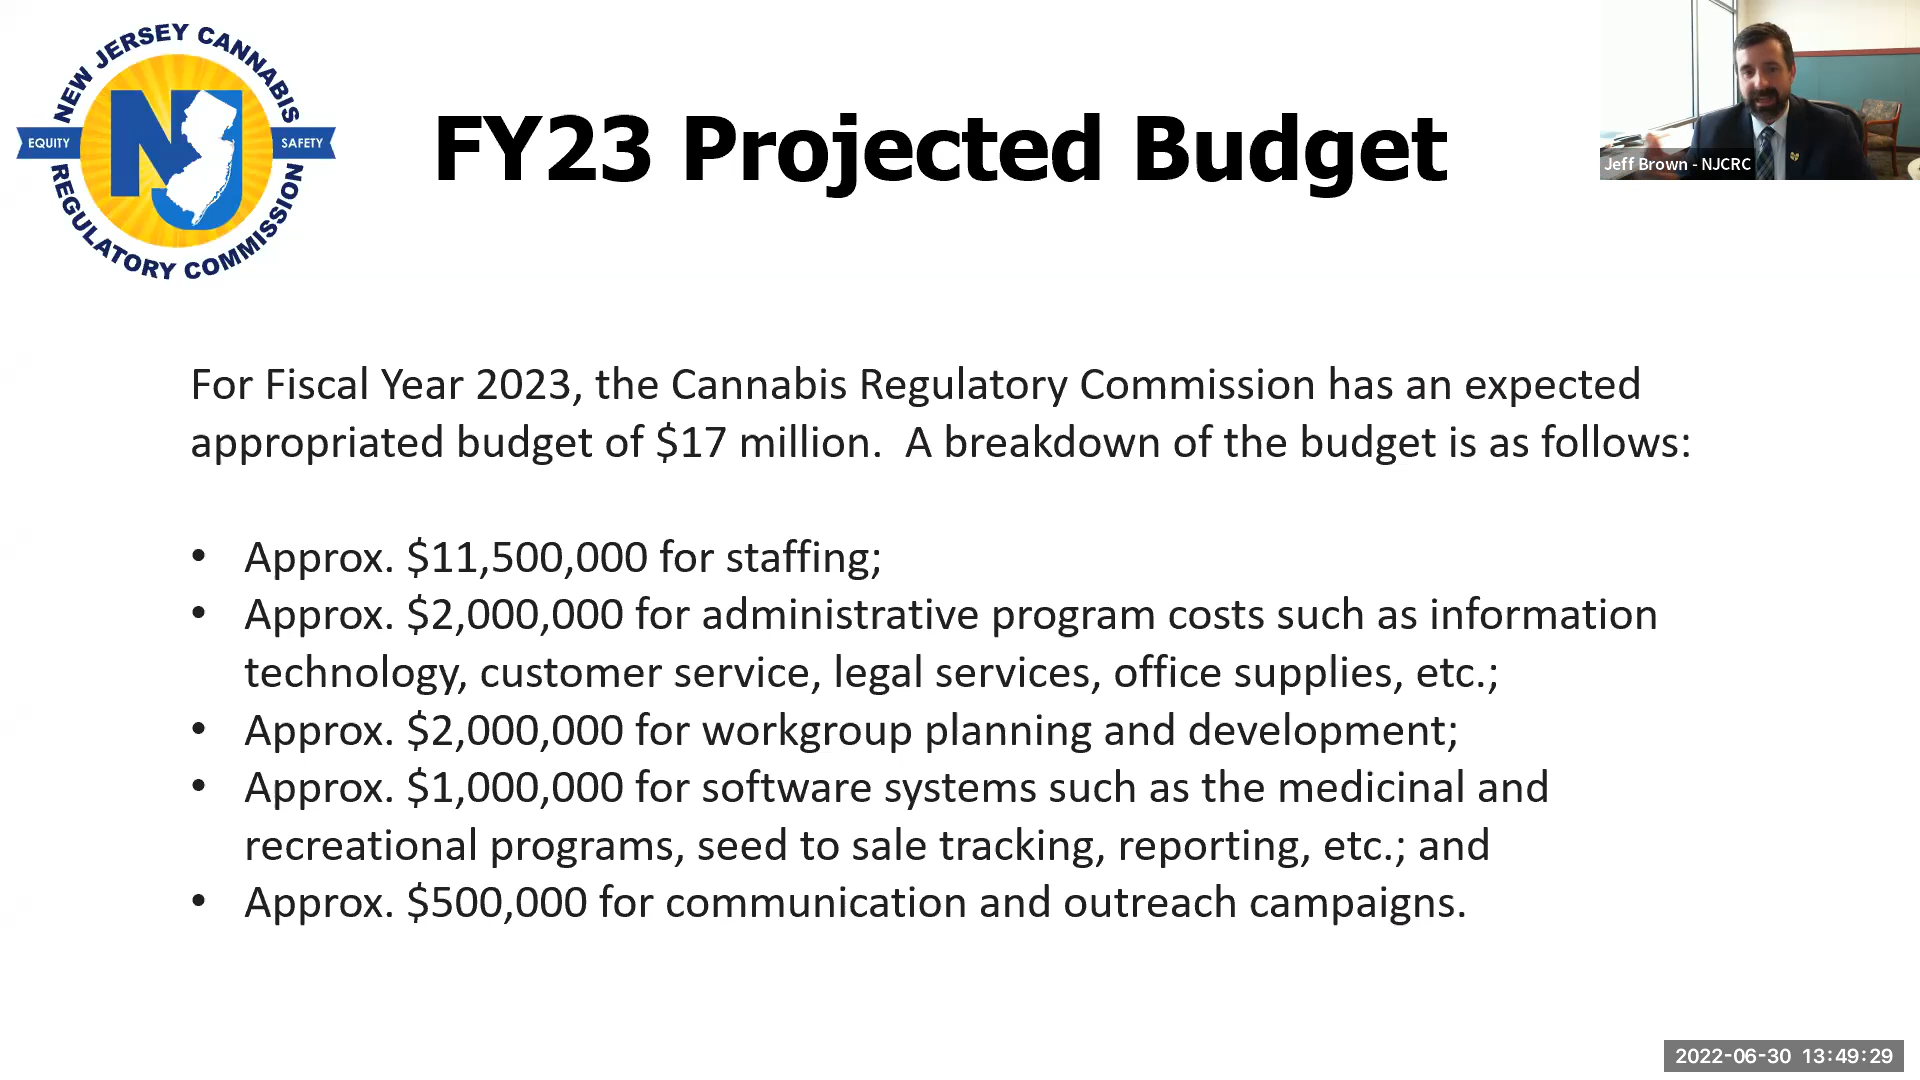 NEW JERSEY CANNABIS
EQUITY
SAFETY
NJ
REGULATORY COMMISSION
FY23 Projected Budget
Jeff Brown - NJCRC
For Fiscal Year 2023, the Cannabis Regulatory Commission has an expected
appropriated budget of $17 million.  A breakdown of the budget is as follows:
• Approx. $11,500,000 for staffing;
• Approx. $2,000,000 for administrative program costs such as information
technology, customer service, legal services, office supplies, etc.;
• Approx. $2,000,000 for workgroup planning and development;
• Approx. $1,000,000 for software systems such as the medicinal and
recreational programs, seed to sale tracking, reporting, etc.; and
• Approx. $500,000 for communication and outreach campaigns.
2022-06-30 13:49:29